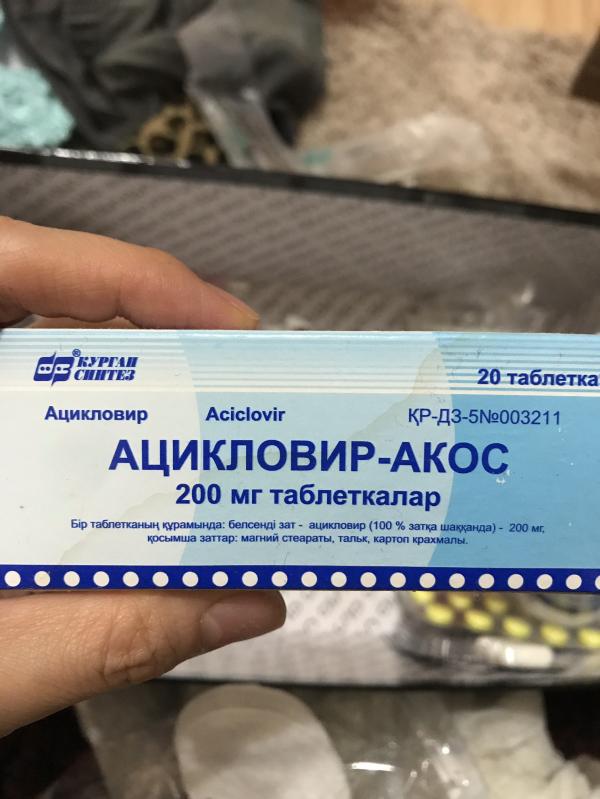 КУРГАН
СИНТЕЗ
20 таблетка
Ацикловир Aciclovir ҚР-ДЗ-5№003211
АЦИКЛОВИР-АКОС
200 мг таблеткалар
Бір таблетканың құрамында: белсенді зат - ацикловир (100 % затқа шаққанда) - 200 мг,
қосымша заттар: магний стеараты, тальк, картоп крахмалы.